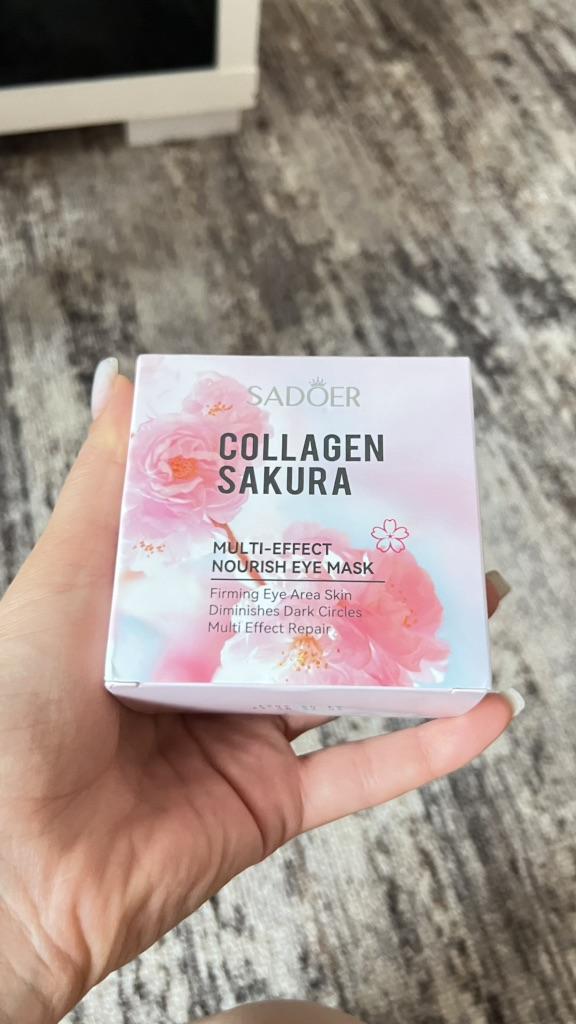 SADOER
COLLAGEN
SAKURA
MULTI-EFFECT
NOURISH EYE MASK
Firming Eye Area Skin
Diminishes Dark Circles
Multi Effect Repair